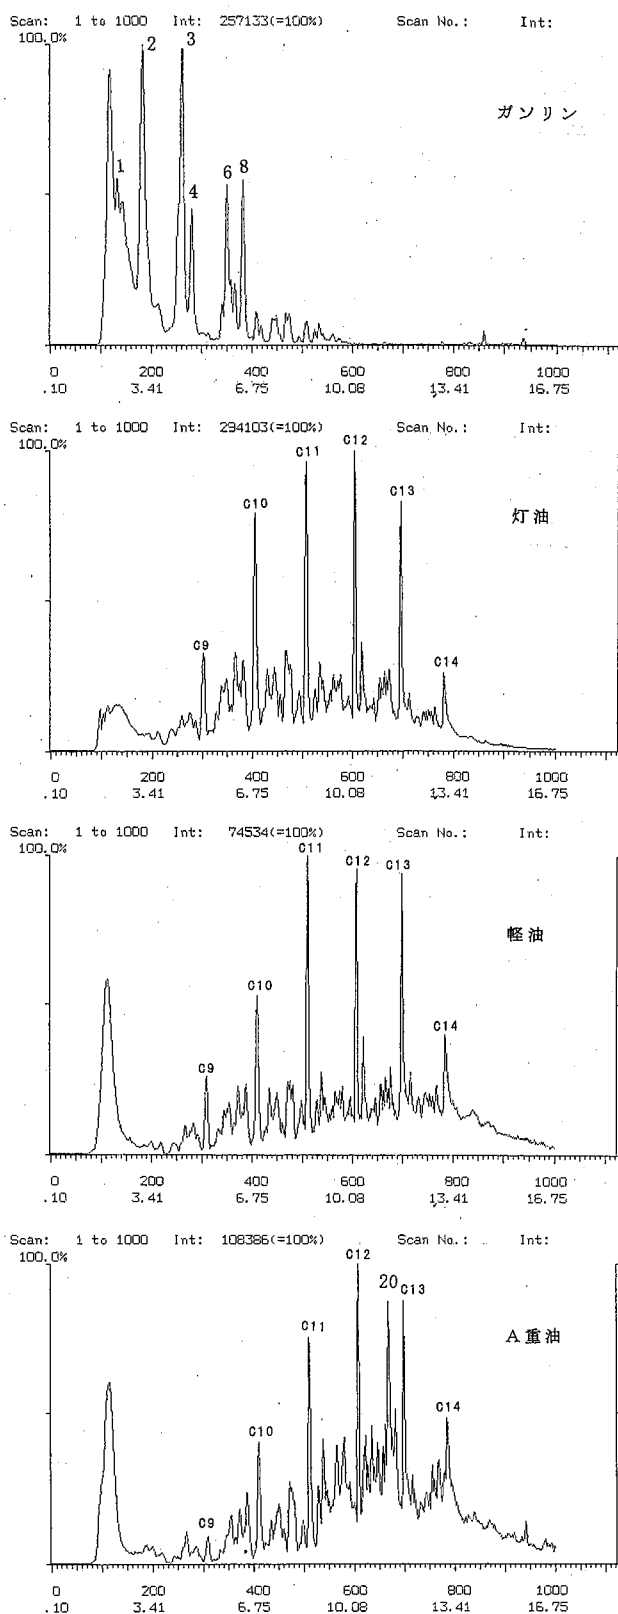 Scan: 1 to 1000 Int: 257133(=100%) Scan No.: Int:
100.0%
2 3
ガソリン
1 4 6 8
0 200 400 600 800 1000
.10 3.41 6.75 10.08 13.41 16.75
Scan: 1 to 1000 Int: 294103(=100%) Scan No.: Int:
100.0%
C11 C12
C10 C13
灯油
C9 C14
0 200 400 600 800 1000
.10 3.41 6.75 10.08 13.41 16.75
Scan: 1 to 1000 Int: 74534(=100%) Scan No.: Int:
100.0%
C11 C12 C13
軽油
C10 C14
C9
0 200 400 600 800 1000
.10 3.41 6.75 10.08 13.41 16.75
Scan: 1 to 1000 Int: 108386(=100%) Scan No.: Int:
100.0%
C12
20 C13
C11
A重油
C10 C14
C9
0 200 400 600 800 1000
.10 3.41 6.75 10.08 13.41 16.75